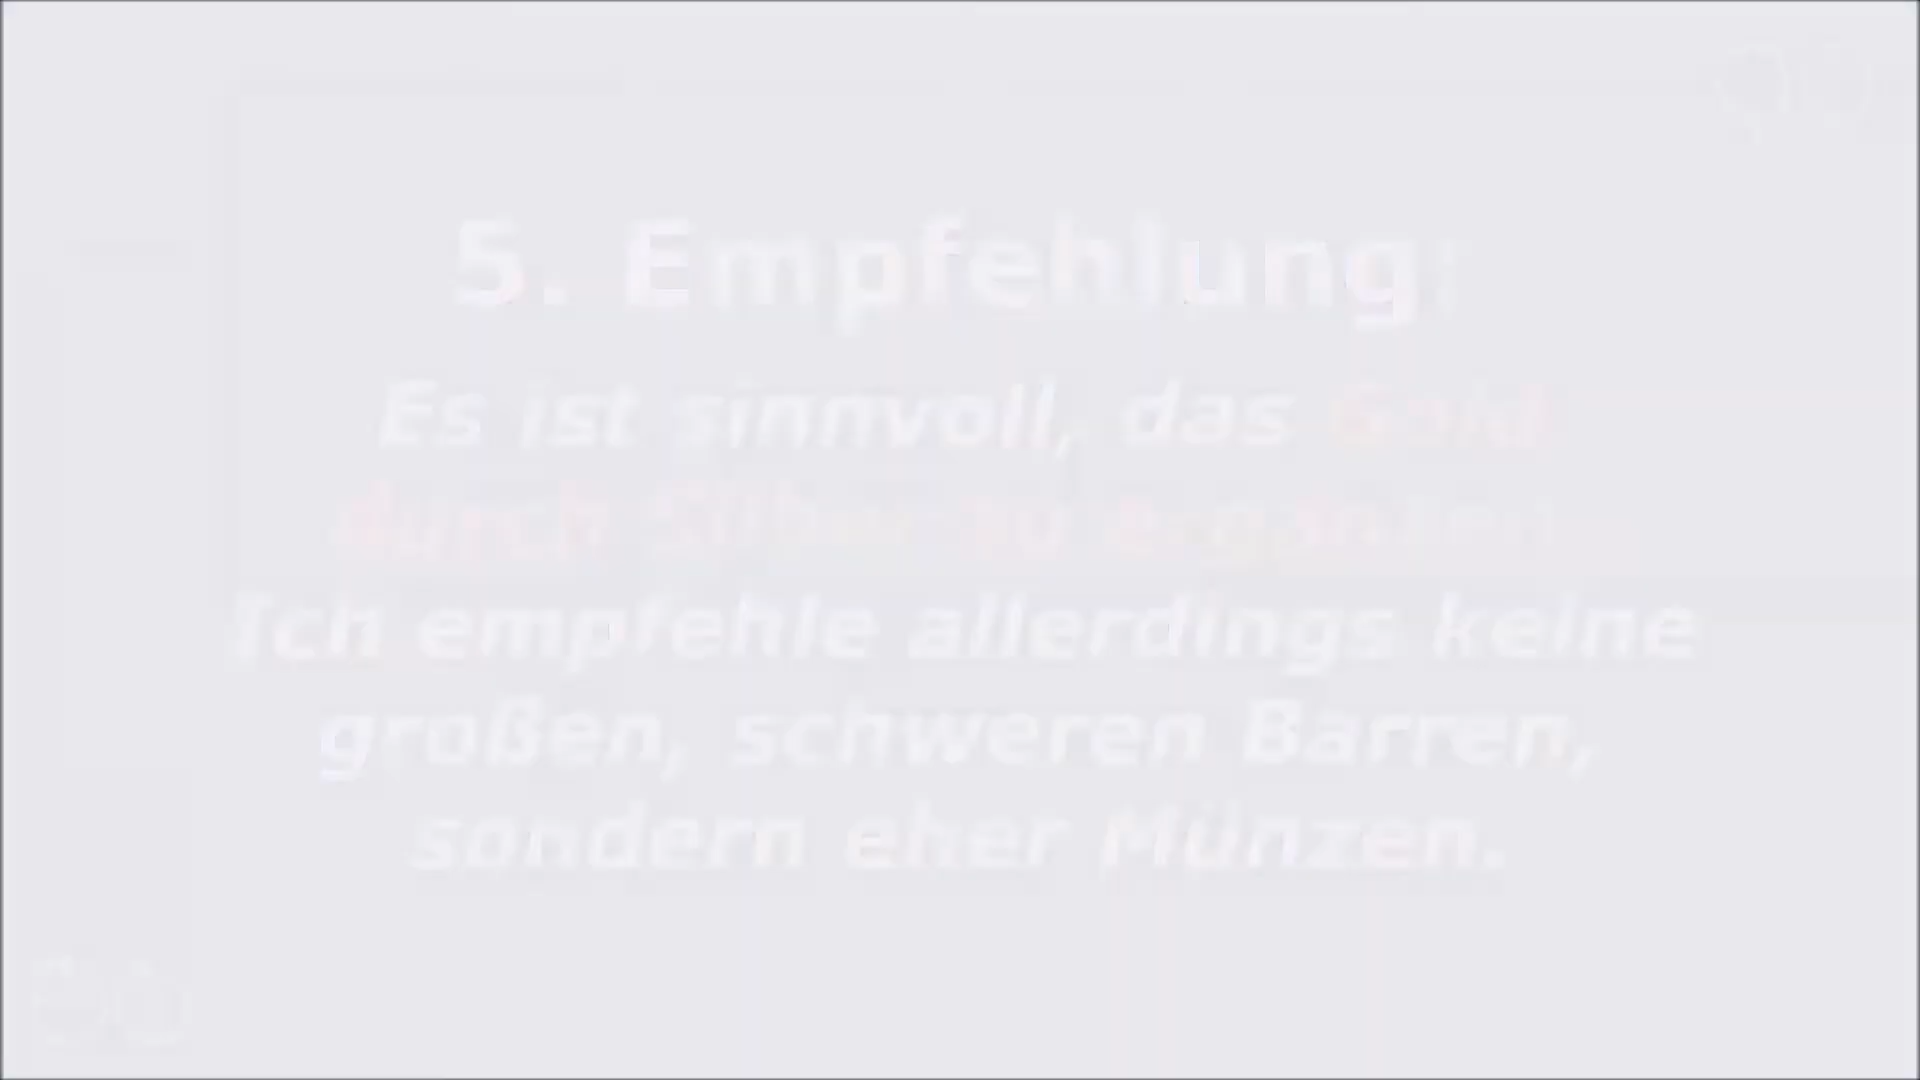 5. Empfehlung:
Es ist sinnvoll, das Gold
durch Silber zu ergänzen.
Ich empfehle allerdings keine
großen, schweren Barren,
sondern eher Münzen.